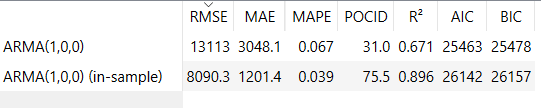 RMSE MAE MAPE POCID R² AIC BIC
ARMA(1,0,0) 13113 3048.1 0.067 31.0 0.671 25463 25478
ARMA(1,0,0) (in-sample) 8090.3 1201.4 0.039 75.5 0.896 26142 26157